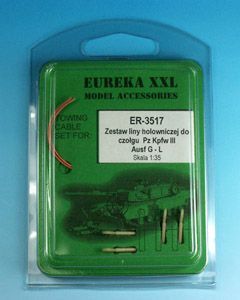 EUREKA XXL
MODEL ACCESSORIES
TOWING
CABLE
SET FOR:
ER-3517
Zestaw liny holowniczej do
czołgu Pz Kpfw III
Ausf G - L
Skala 1:35